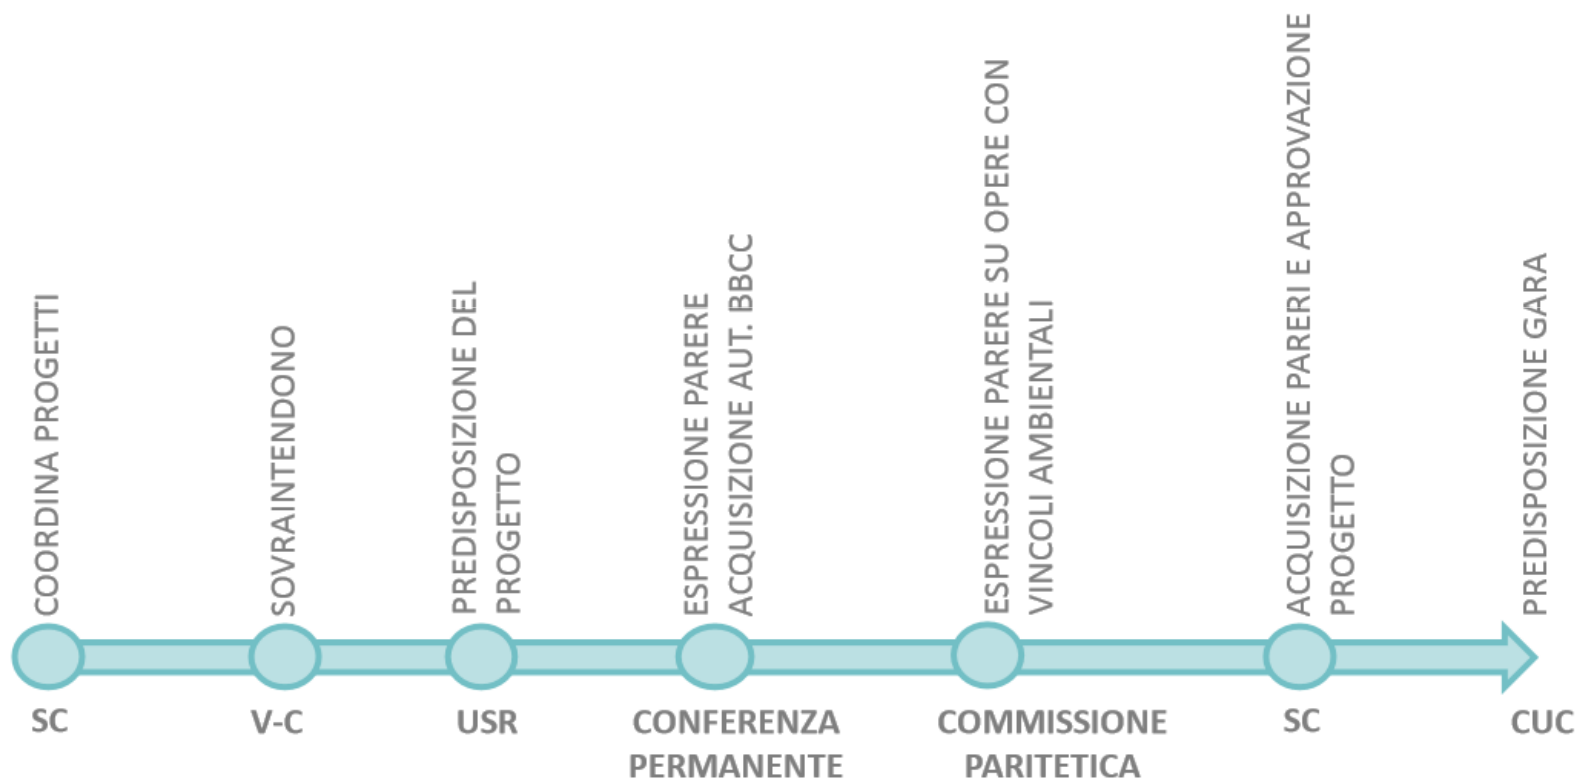 COORDINA PROGETTI
SOVRAINTENDONO
PREDISPOSIZIONE DEL
PROGETTO
ESPRESSIONE PARERE
ACQUISIZIONE AUT. BBCC
ESPRESSIONE PARERE SU OPERE CON
VINCOLI AMBIENTALI
ACQUISIZIONE PARERI E APPROVAZIONE
PROGETTO
PREDISPOSIZIONE GARA
SC
V-C
USR
CONFERENZA
PERMANENTE
COMMISSIONE
PARITETICA
SC
CUC